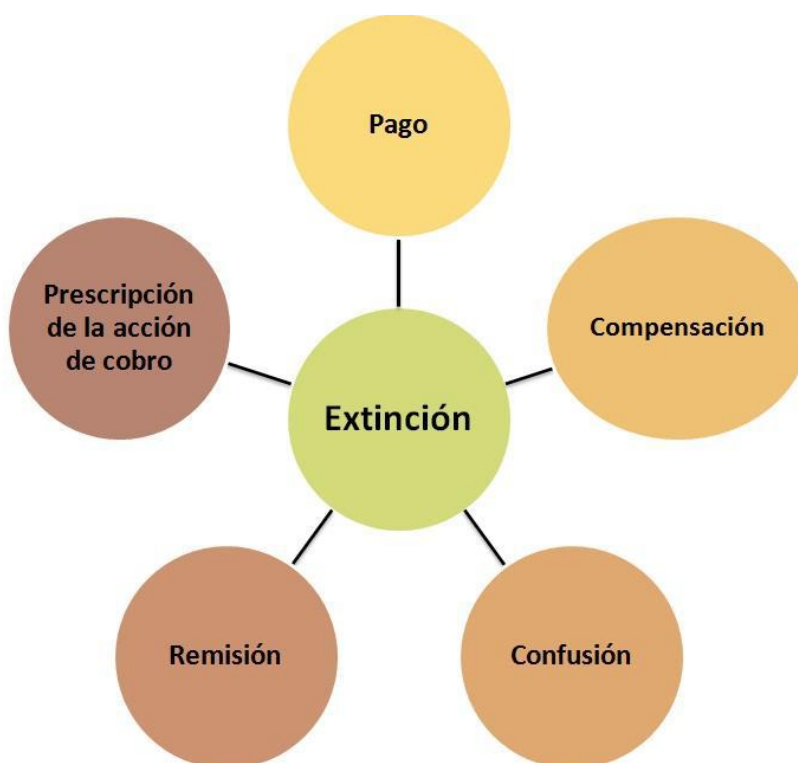 Pago
Prescripción
de la acción
de cobro
Compensación
Extinción
Remisión
Confusión